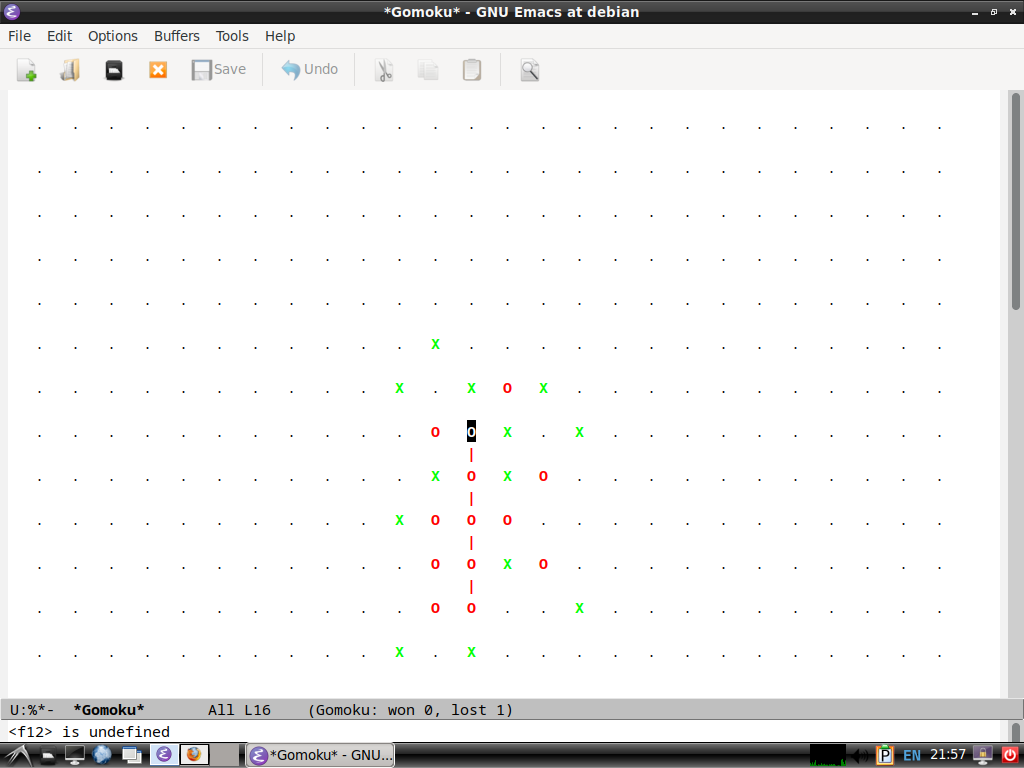 *Gomoku* - GNU Emacs at debian
File Edit Options Buffers Tools Help
Save Undo
. . . . . . . . . . . . . . . . . . . . . . . . . .
. . . . . . . . . . . . . . . . . . . . . . . . . .
. . . . . . . . . . . . . . . . . . . . . . . . . .
. . . . . . . . . . . . . . . . . . . . . . . . . .
. . . . . . . . . . . . . . . . . . . . . . . . . .
. . . . . . . . . . . X . . . . . . . . . . . . . .
. . . . . . . . . . X . X O X . . . . . . . . . . .
. . . . . . . . . . . O O X . X . . . . . . . . . .
|
. . . . . . . . . . . X O X O . . . . . . . . . . .
|
. . . . . . . . . . X O O O . . . . . . . . . . . .
|
. . . . . . . . . . . O O X O . . . . . . . . . . .
|
. . . . . . . . . . . O O . . X . . . . . . . . . .
. . . . . . . . . . X . X . . . . . . . . . . . . .
U:%*- *Gomoku* All L16 (Gomoku: won 0, lost 1)
<f12> is undefined
*Gomoku* - GNU... P EN 21:57